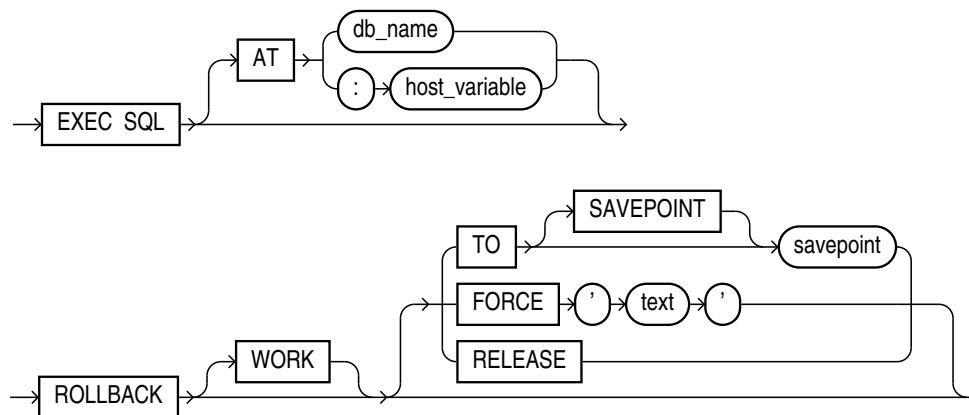 db_name
AT
: host_variable
EXEC SQL
SAVEPOINT
TO savepoint
FORCE ' text '
WORK RELEASE
ROLLBACK